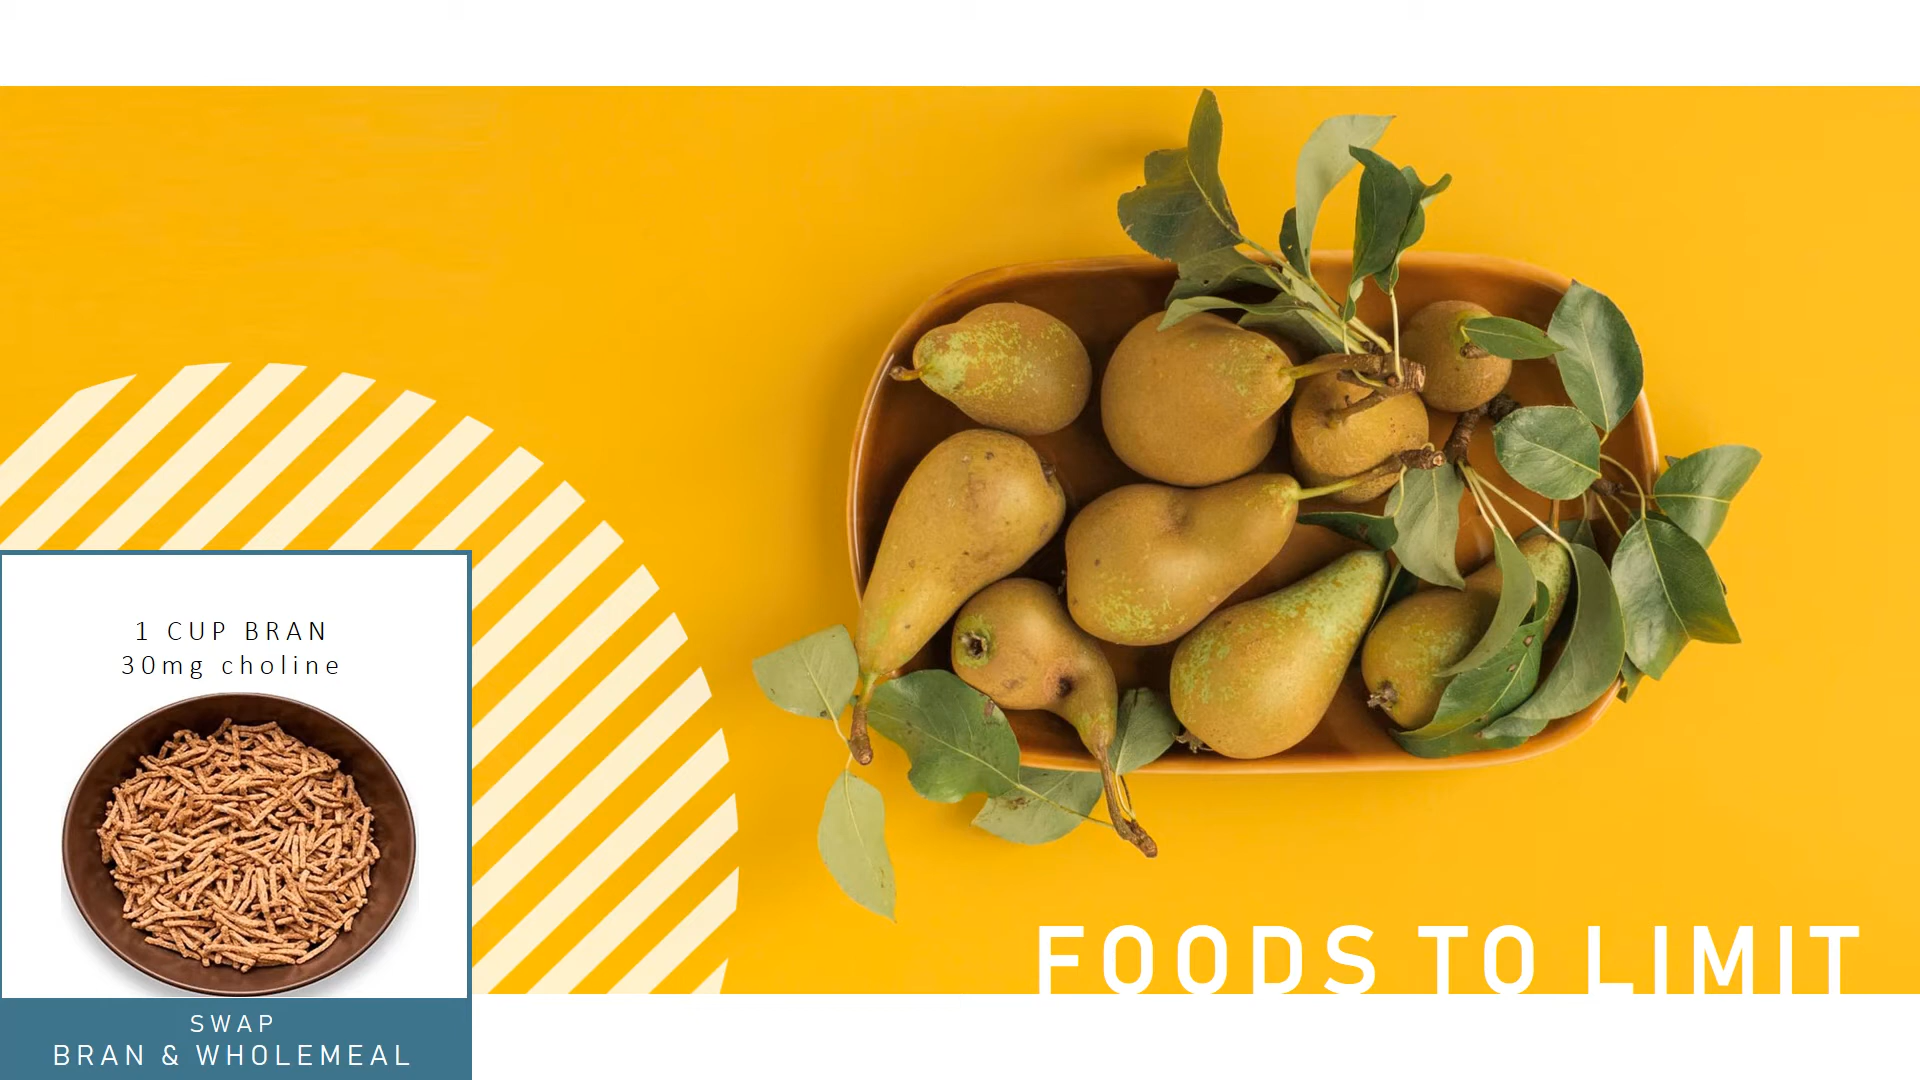 1 CUP BRAN
30mg choline
SWAP
BRAN & WHOLEMEAL
FOODS TO LIMIT